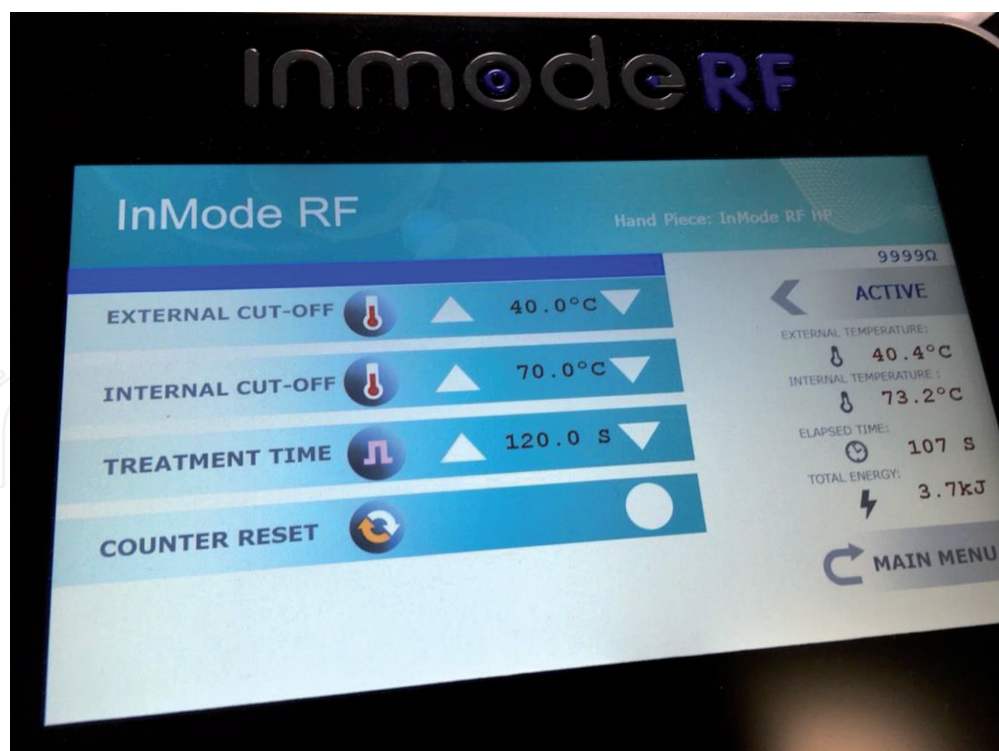 inmode RF
InMode RF
Hand Piece: InMode RF HP
9999Ω
EXTERNAL CUT-OFF 40.0°C
ACTIVE
EXTERNAL TEMPERATURE:
40.4°C
INTERNAL CUT-OFF 70.0°C
INTERNAL TEMPERATURE :
73.2°C
TREATMENT TIME 120.0 S
ELAPSED TIME:
107 S
TOTAL ENERGY:
3.7kJ
COUNTER RESET
MAIN MENU